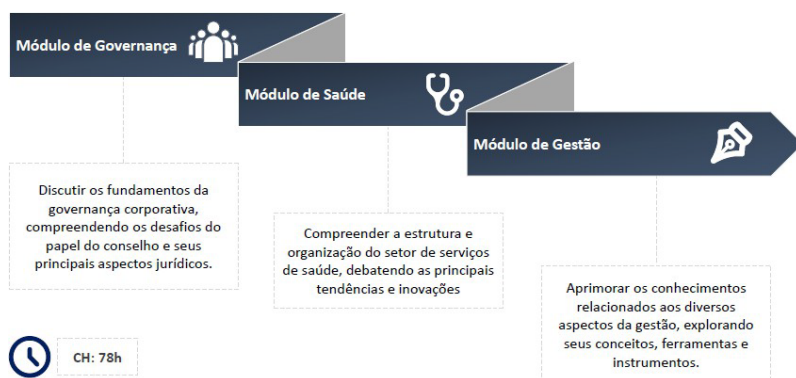 Módulo de Governança
Módulo de Saúde
Módulo de Gestão
Discutir os fundamentos da
governança corporativa,
compreendendo os desafios do
papel do conselho e seus
principais aspectos jurídicos.
Compreender a estrutura e
organização do setor de serviços
de saúde, debatendo as principais
tendências e inovações
Aprimorar os conhecimentos
relacionados aos diversos
aspectos da gestão, explorando
seus conceitos, ferramentas e
instrumentos.
CH: 78h